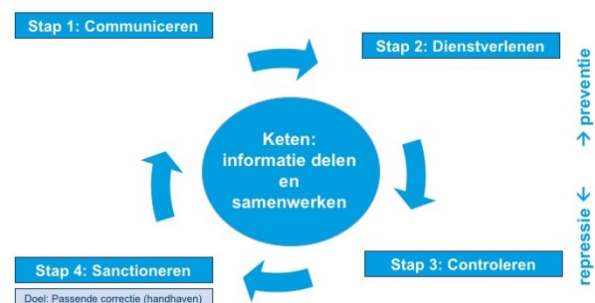 Stap 1: Communiceren
Stap 2: Dienstverlenen
Keten:
informatie delen
en
samenwerken
→ preventie
repressie ←
Stap 4: Sanctioneren
Doel: Passende correctie (handhaven)
Stap 3: Controleren